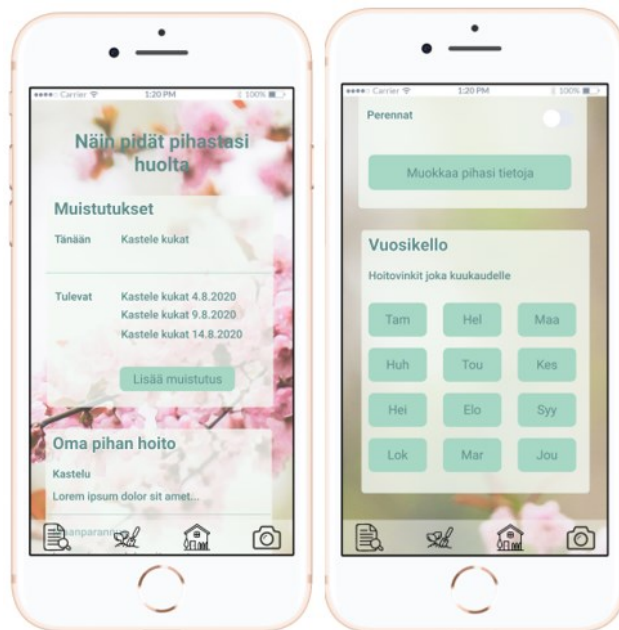 Carrier 1:20 PM 100%
Näin pidät pihastasi
huolta
Muistutukset
Tänään Kastele kukat
Tulevat Kastele kukat 4.8.2020
Kastele kukat 9.8.2020
Kastele kukat 14.8.2020
Lisää muistutus
Oma pihan hoito
Kastelu
Lorem ipsum dolor sit amet...
Carrier 1:20 PM 100%
Perennat
Muokkaa pihasi tietoja
Vuosikello
Hoitovinkit joka kuukaudelle
Tam Hel Maa
Huh Tou Kes
Hei Elo Syy
Lok Mar Jou